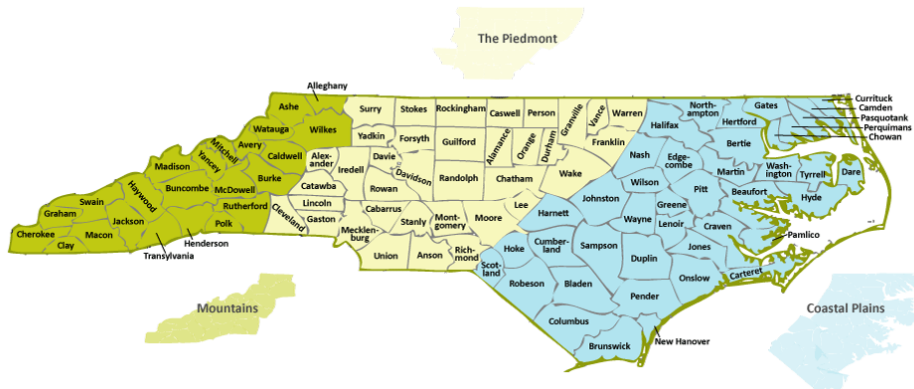 The Piedmont
Alleghany
Ashe
Surry
Stokes
Rockingham
Caswell
Person
Granville
Vance
Warren
North-
ampton
Gates
Currituck
Camden
Pasquotank
Perquimans
Chowan
Watauga
Wilkes
Yadkin
Forsyth
Guilford
Alamance
Orange
Durham
Franklin
Halifax
Hertford
Bertie
Mitchell
Avery
Yancey
Caldwell
Alex-
ander
Iredell
Davie
Davidson
Randolph
Chatham
Wake
Nash
Edge-
combe
Martin
Wash-
ington
Tyrrell
Dare
Madison
Buncombe
McDowell
Burke
Catawba
Rowan
Wilson
Pitt
Beaufort
Hyde
Haywood
Swain
Graham
Rutherford
Lincoln
Cleveland
Gaston
Cabarrus
Stanly
Mont-
gomery
Moore
Lee
Harnett
Johnston
Wayne
Greene
Lenoir
Craven
Pamlico
Cherokee
Clay
Macon
Jackson
Transylvania
Henderson
Polk
Mecklen-
burg
Union
Anson
Rich-
mond
Scot-
land
Hoke
Cumber-
land
Sampson
Duplin
Jones
Carteret
Onslow
Robeson
Bladen
Pender
Columbus
Brunswick
New Hanover
Mountains
Coastal Plains